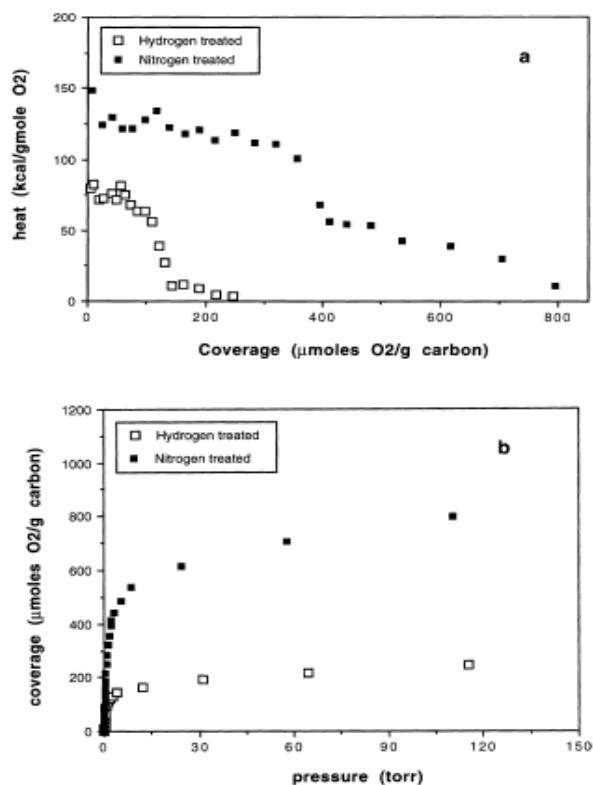 200
Hydrogen treated
Nitrogen treated
a
150
100
50
0
0 200 400 600 800
heat (kcal/gmole O2)
Coverage (μmoles O2/g carbon)
1200
Hydrogen treated
Nitrogen treated
b
1000
800
600
400
200
0
0 30 60 90 120 150
coverage (μmoles O2/g carbon)
pressure (torr)